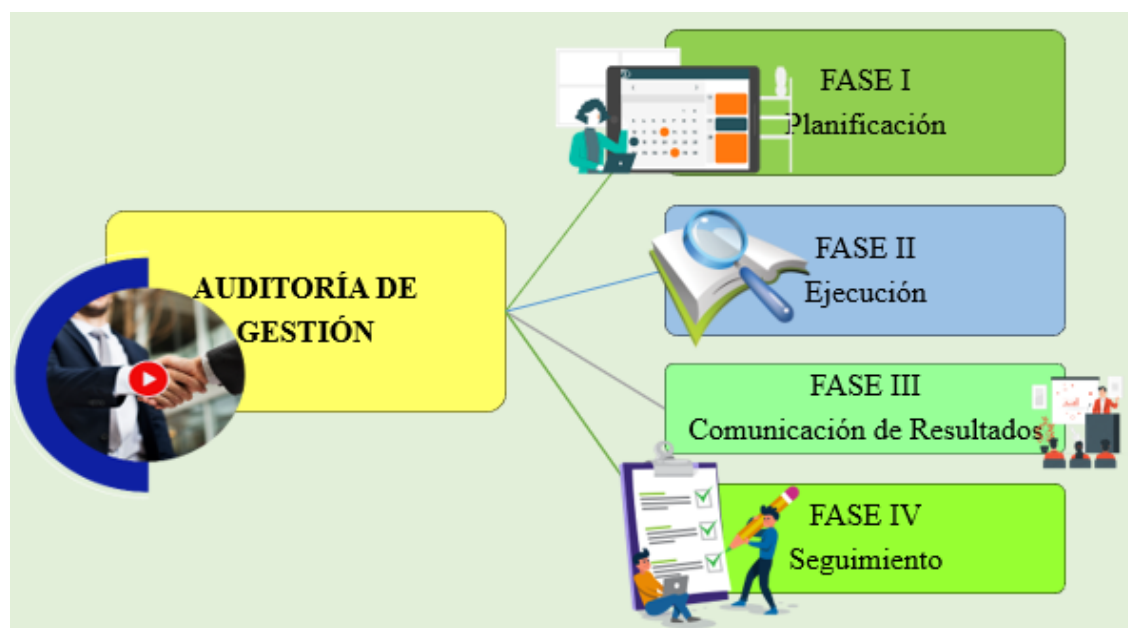 AUDITORÍA DE
GESTIÓN
FASE I
Planificación
FASE II
Ejecución
FASE III
Comunicación de Resultados
FASE IV
Seguimiento